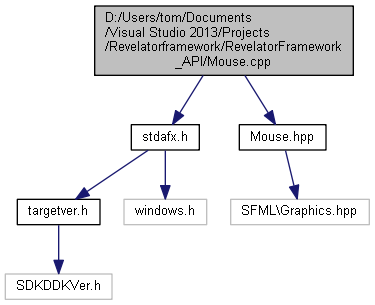 D:/Users/tom/Documents
/Visual Studio 2013/Projects
/Revelatorframework/RevelatorFramework
_API/Mouse.cpp
stdafx.h
Mouse.hpp
targetver.h
windows.h
SFML\Graphics.hpp
SDKDDKVer.h